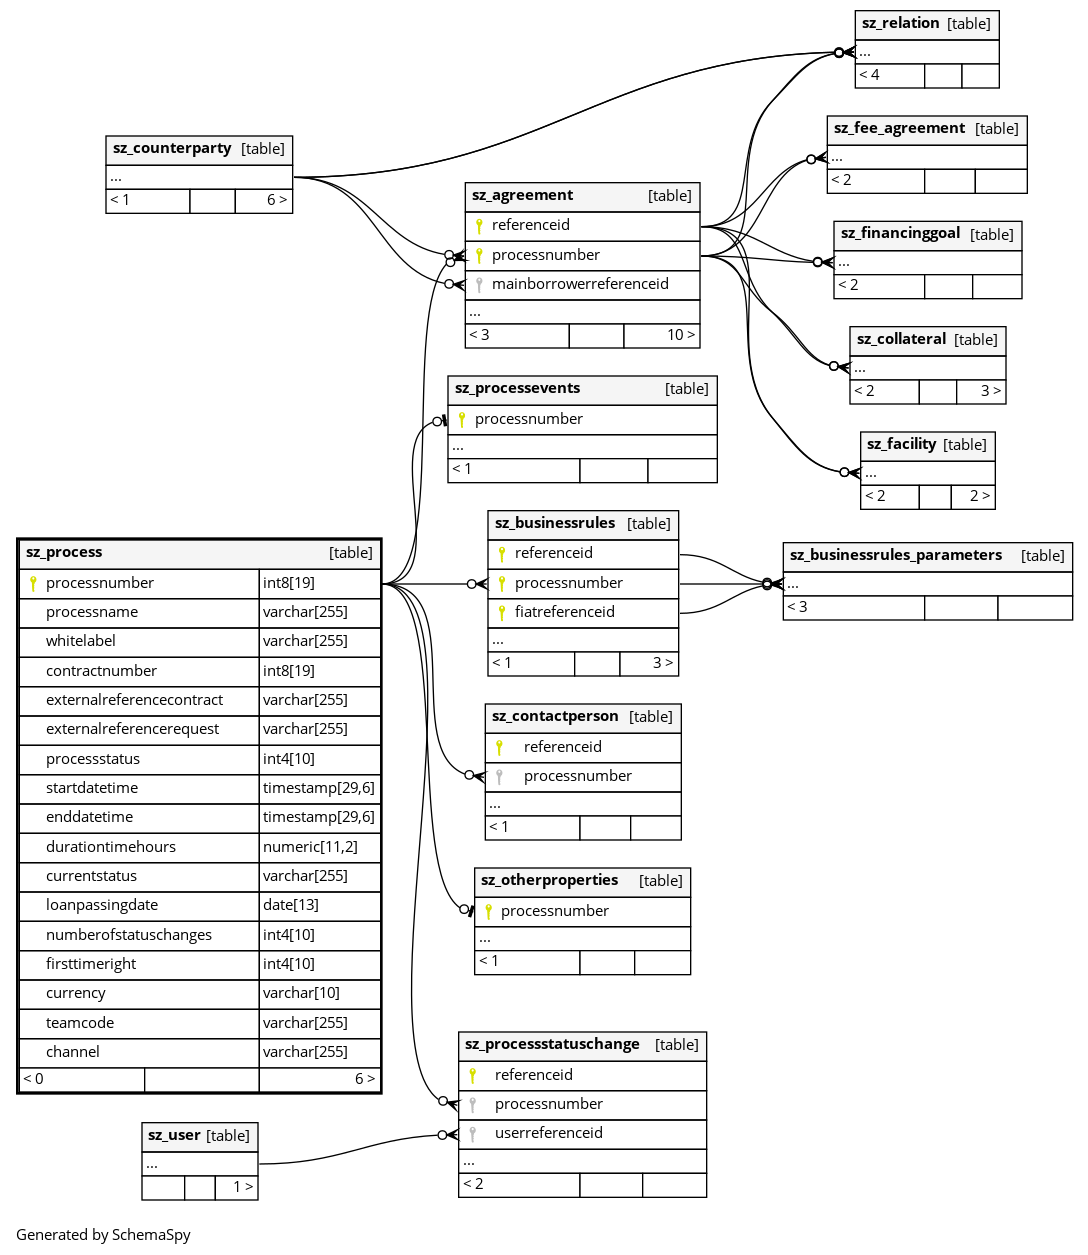 sz_relation [table]
...
< 4
sz_fee_agreement [table]
...
< 2
sz_counterparty [table]
...
< 1 6 >
sz_agreement [table]
referenceid
processnumber
mainborrowerreferenceid
...
< 3 10 >
sz_financinggoal [table]
...
< 2
sz_collateral [table]
...
< 2 3 >
sz_processevents [table]
processnumber
...
< 1
sz_facility [table]
...
< 2 2 >
sz_businessrules [table]
referenceid
processnumber
fiatreferenceid
...
< 1 3 >
sz_businessrules_parameters [table]
...
< 3
sz_process [table]
processnumber int8[19]
processname varchar[255]
whitelabel varchar[255]
contractnumber int8[19]
externalreferencecontract varchar[255]
externalreferencerequest varchar[255]
processstatus int4[10]
startdatetime timestamp[29,6]
enddatetime timestamp[29,6]
durationtimehours numeric[11,2]
currentstatus varchar[255]
loanpassingdate date[13]
numberofstatuschanges int4[10]
firsttimeright int4[10]
currency varchar[10]
teamcode varchar[255]
channel varchar[255]
< 0 6 >
sz_contactperson [table]
referenceid
processnumber
...
< 1
sz_otherproperties [table]
processnumber
...
< 1
sz_processstatuschange [table]
referenceid
processnumber
userreferenceid
...
< 2
sz_user [table]
...
1 >
Generated by SchemaSpy